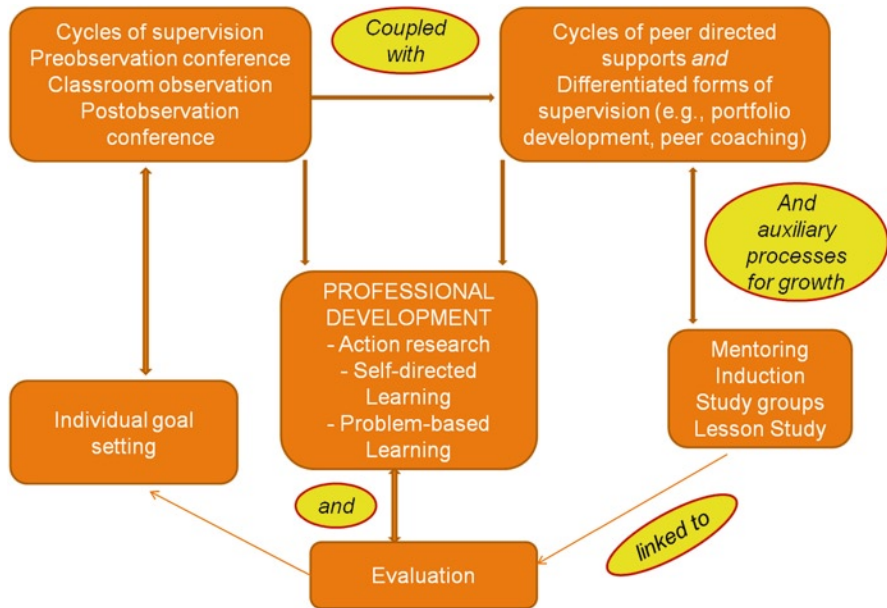 Cycles of supervision
Preobservation conference
Classroom observation
Postobservation
conference
Coupled
with
Cycles of peer directed
supports and
Differentiated forms of
supervision (e.g., portfolio
development, peer coaching)
And
auxiliary
processes
for growth
PROFESSIONAL
DEVELOPMENT
- Action research
- Self-directed
Learning
- Problem-based
Learning
Individual goal
setting
Mentoring
Induction
Study groups
Lesson Study
and
linked to
Evaluation